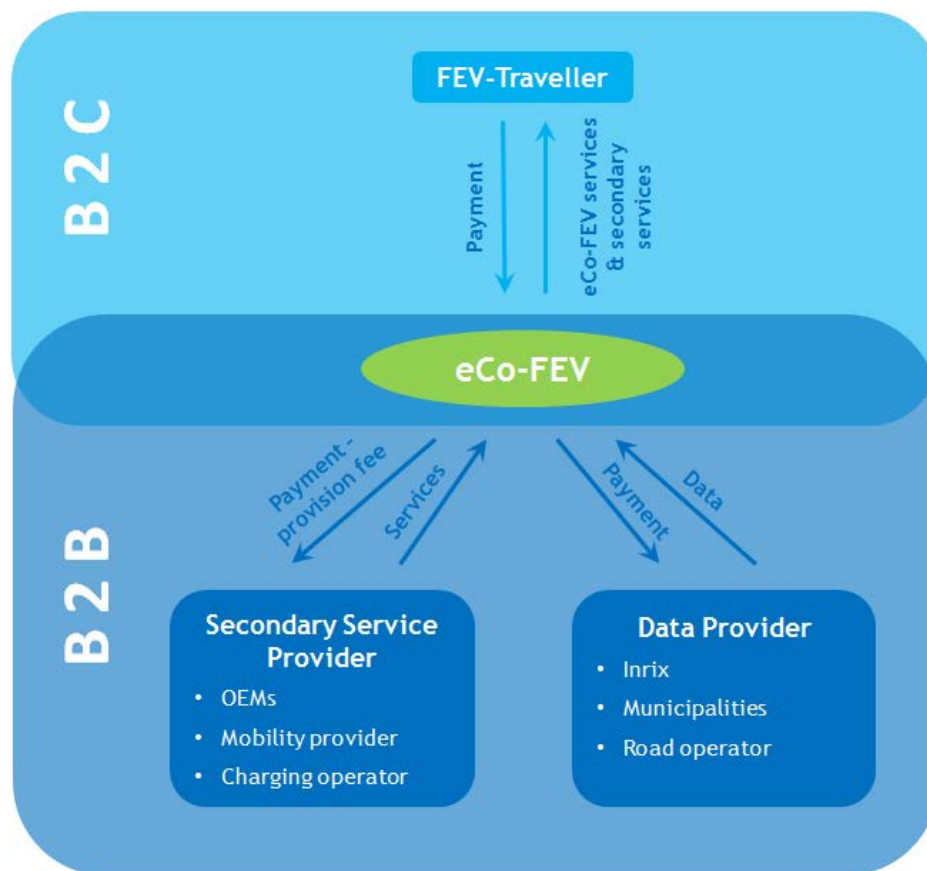 B2C
FEV-Traveller
Payment
eCo-FEV services
& secondary
services
eCo-FEV
B2B
Payment -
provision fee
Services
Payment
Data
Secondary Service
Provider
• OEMs
• Mobility provider
• Charging operator
Data Provider
• Inrix
• Municipalities
• Road operator